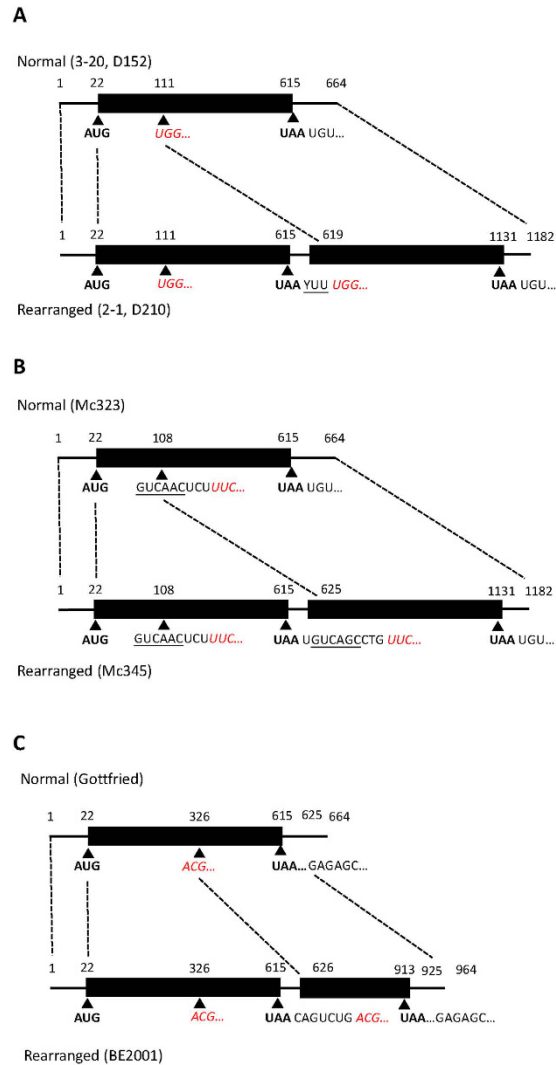 A
Normal (3-20, D152)
1 22 111 615 664
AUG UGG... UAA UGU...
1 22 111 615 619 1131 1182
AUG UGG... UAA YUU UGG... UAA UGU...
Rearranged (2-1, D210)
B
Normal (Mc323)
1 22 108 615 664
AUG GUCAACUCUUUC... UAA UGU...
1 22 108 615 625 1131 1182
AUG GUCAACUCUUUC... UAA UGUCAGCCTG UUC... UAA UGU...
Rearranged (Mc345)
C
Normal (Gottfried)
1 22 326 615 625 664
AUG ACG... UAA...GAGAGC...
1 22 326 615 626 913 925 964
AUG ACG... UAA CAGUCUG ACG... UAA...GAGAGC...
Rearranged (BE2001)